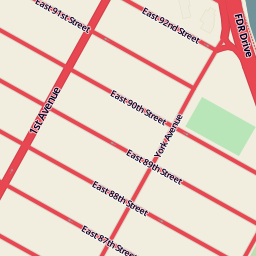 East 91st Street
East 92nd Street
FDR Drive
East 90th Street
1st Avenue
York Avenue
East 89th Street
East 88th Street
East 87th Street